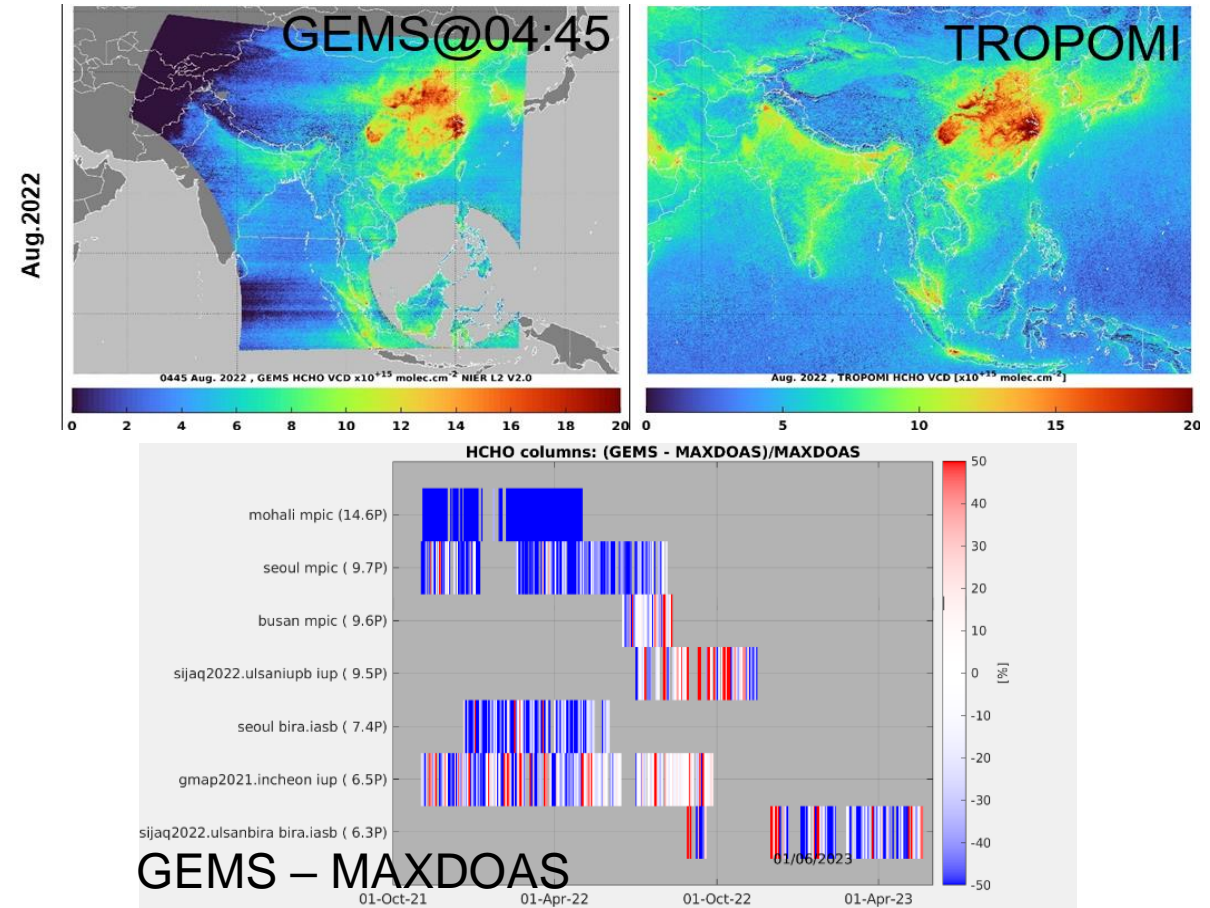 GEMS@04:45
TROPOMI
Aug.2022
0445 Aug. 2022 , GEMS HCHO VCD x10⁺¹⁵ molec.cm⁻² NIER L2 V2.0
0 2 4 6 8 10 12 14 16 18 20
Aug. 2022 , TROPOMI HCHO VCD [x10⁺¹⁵ molec.cm⁻²]
0 5 10 15 20
HCHO columns: (GEMS - MAXDOAS)/MAXDOAS
mohali mpic (14.6P)
seoul mpic ( 9.7P)
busan mpic ( 9.6P)
sijaq2022.ulsaniupb iup ( 9.5P)
seoul bira.iasb ( 7.4P)
gmap2021.incheon iup ( 6.5P)
sijaq2022.ulsanbira bira.iasb ( 6.3P)
01/06/2023
GEMS – MAXDOAS
01-Oct-21 01-Apr-22 01-Oct-22 01-Apr-23
50
40
30
20
10
0
-10
-20
-30
-40
-50
[%]